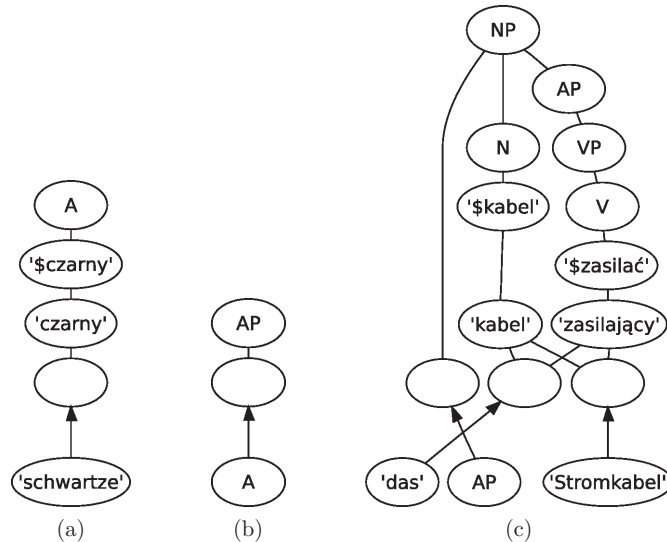 NP
AP
N
VP
A
'$kabel'
V
'$czarny'
'$zasilać'
'czarny'
AP
'kabel'
'zasilający'
'schwartze'
A
'das'
AP
'Stromkabel'
(a)
(b)
(c)